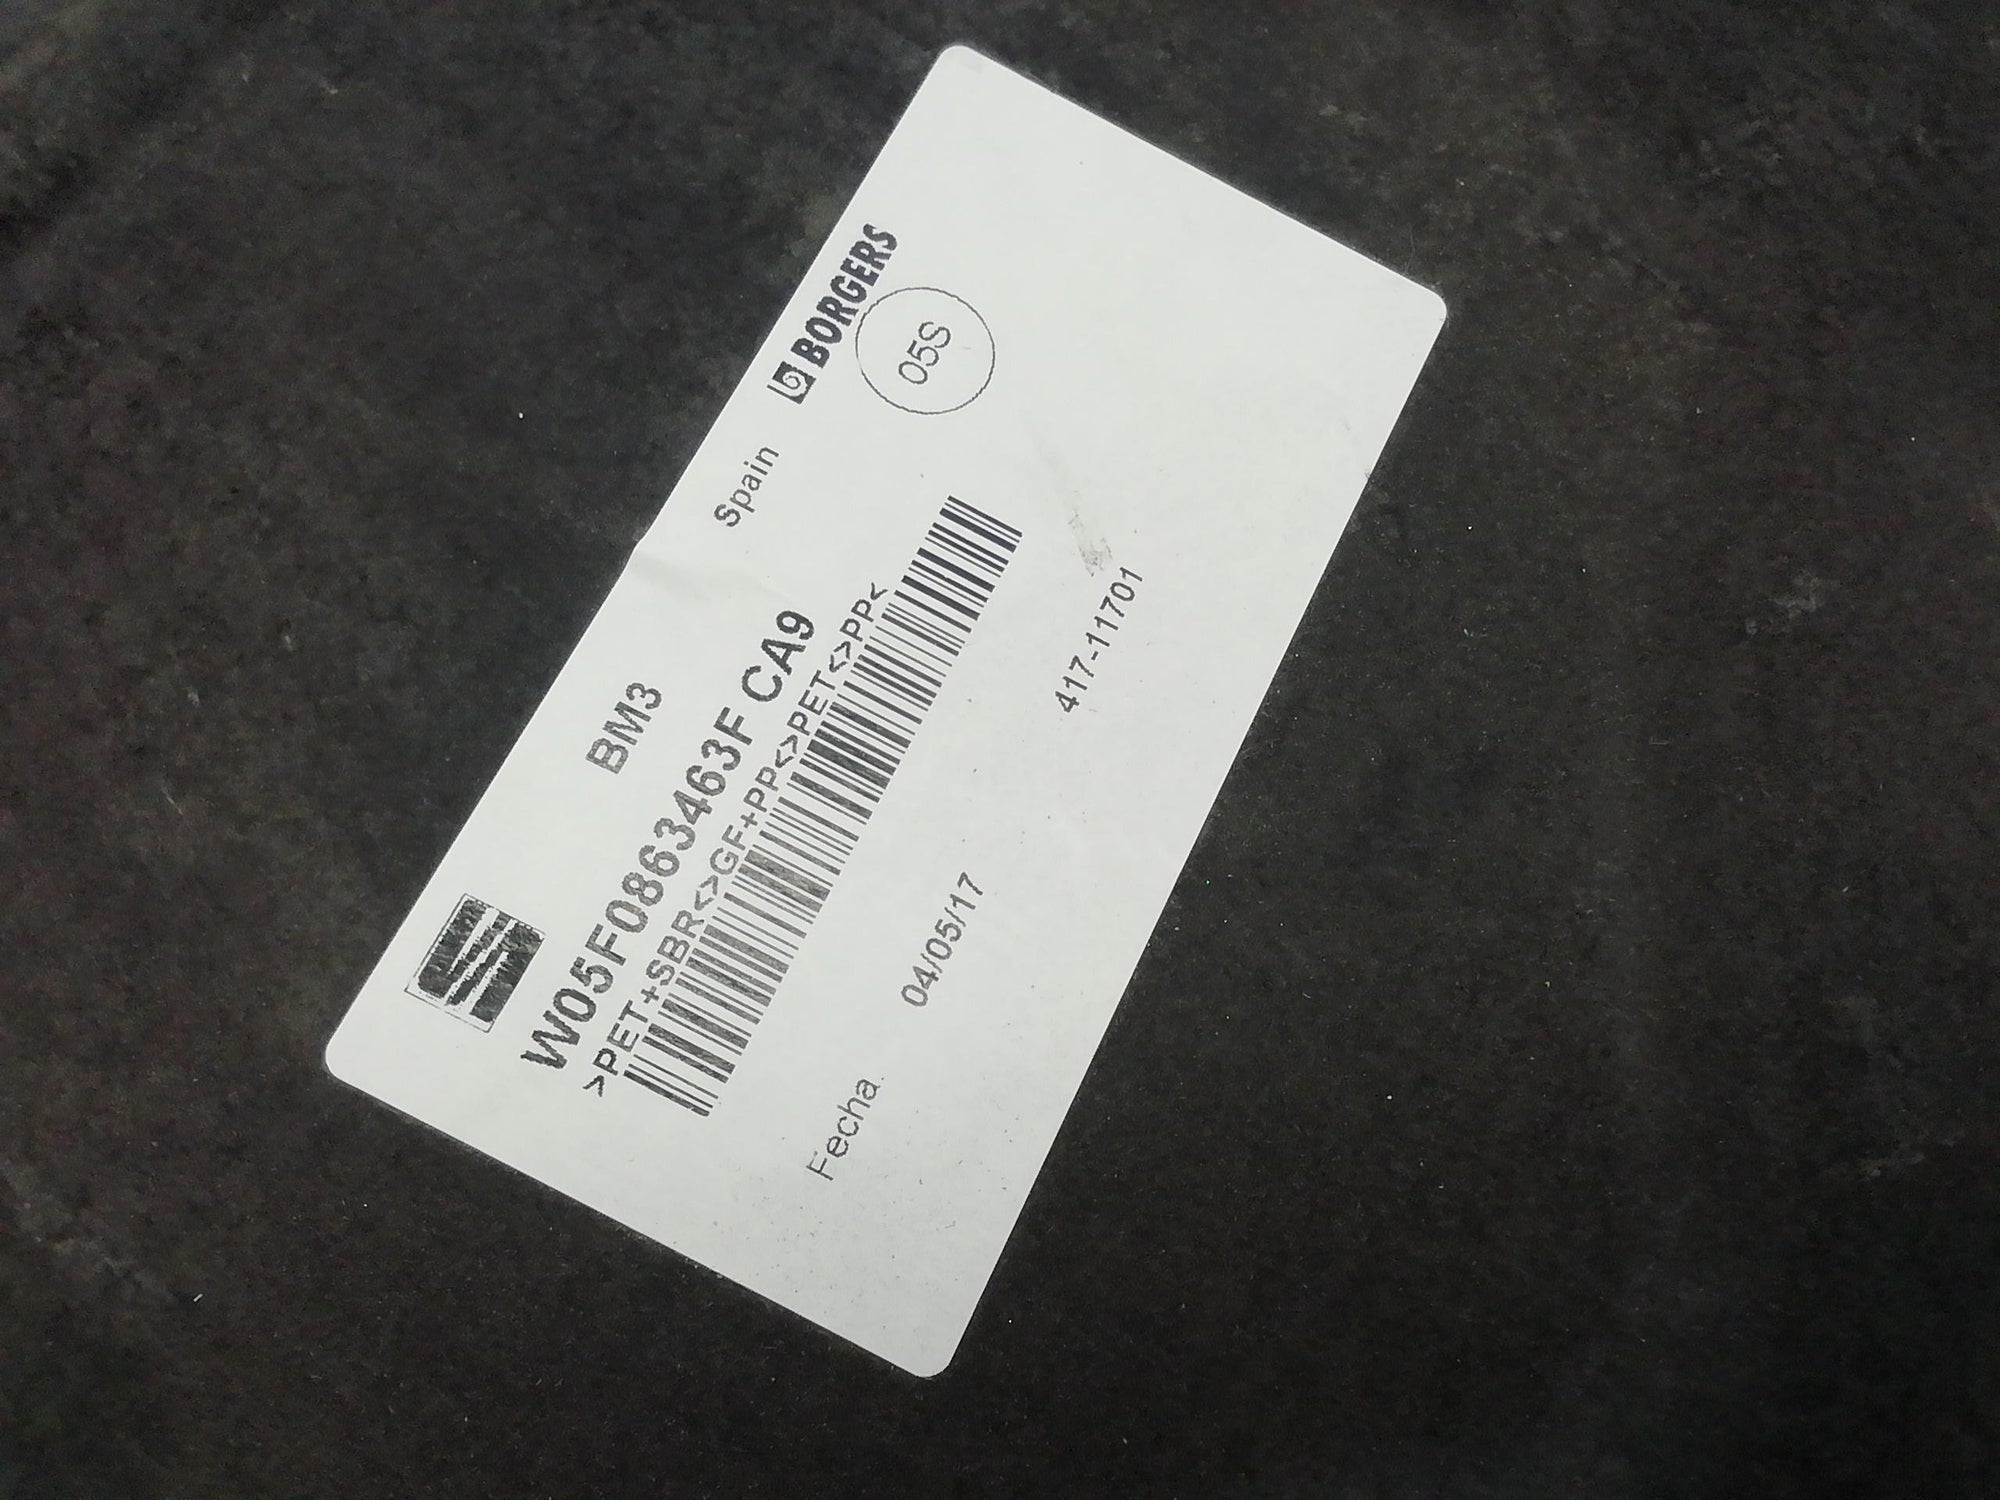 BM3 Spain BORGERS
W05F0863463F CA9
05S
>PET+SBR<>GF+PP<>PET<>PP<
Fecha. 04/05/17 417-11701